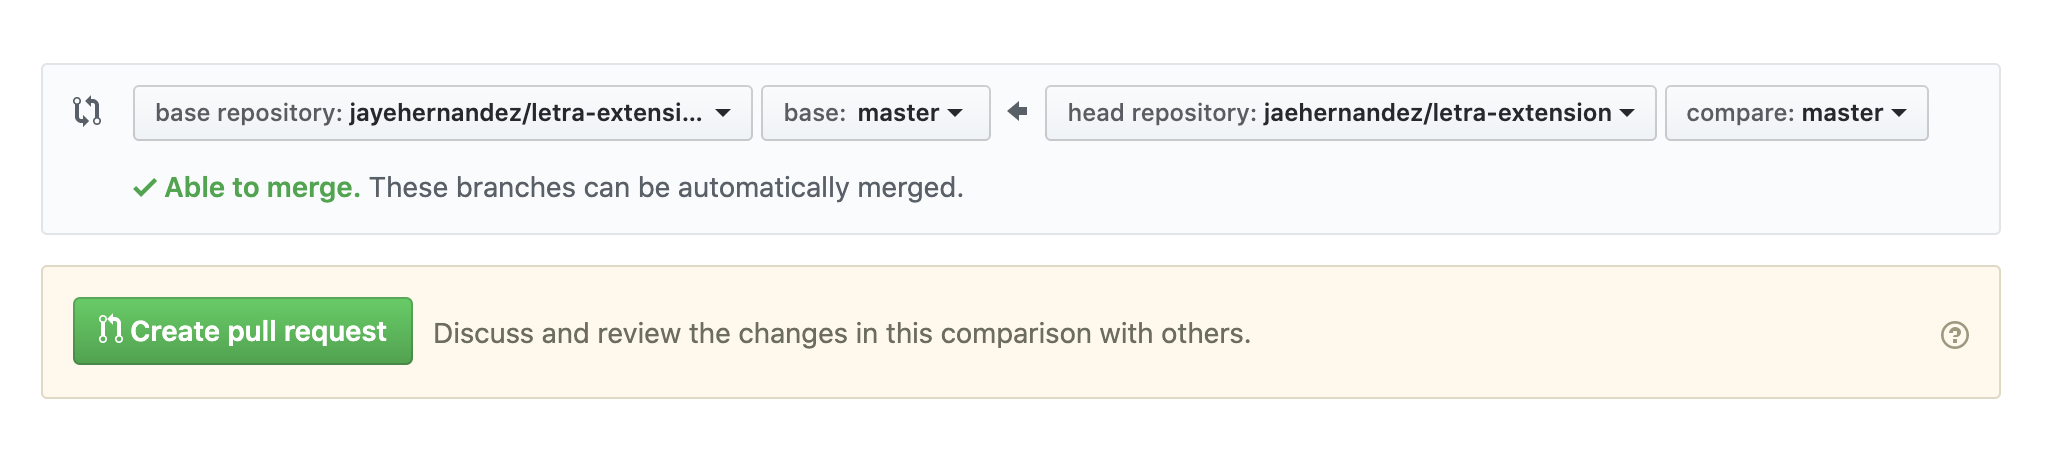 base repository: jayehernandez/letra-extensi... base: master head repository: jaehernandez/letra-extension compare: master
Able to merge. These branches can be automatically merged.
Create pull request Discuss and review the changes in this comparison with others. ?